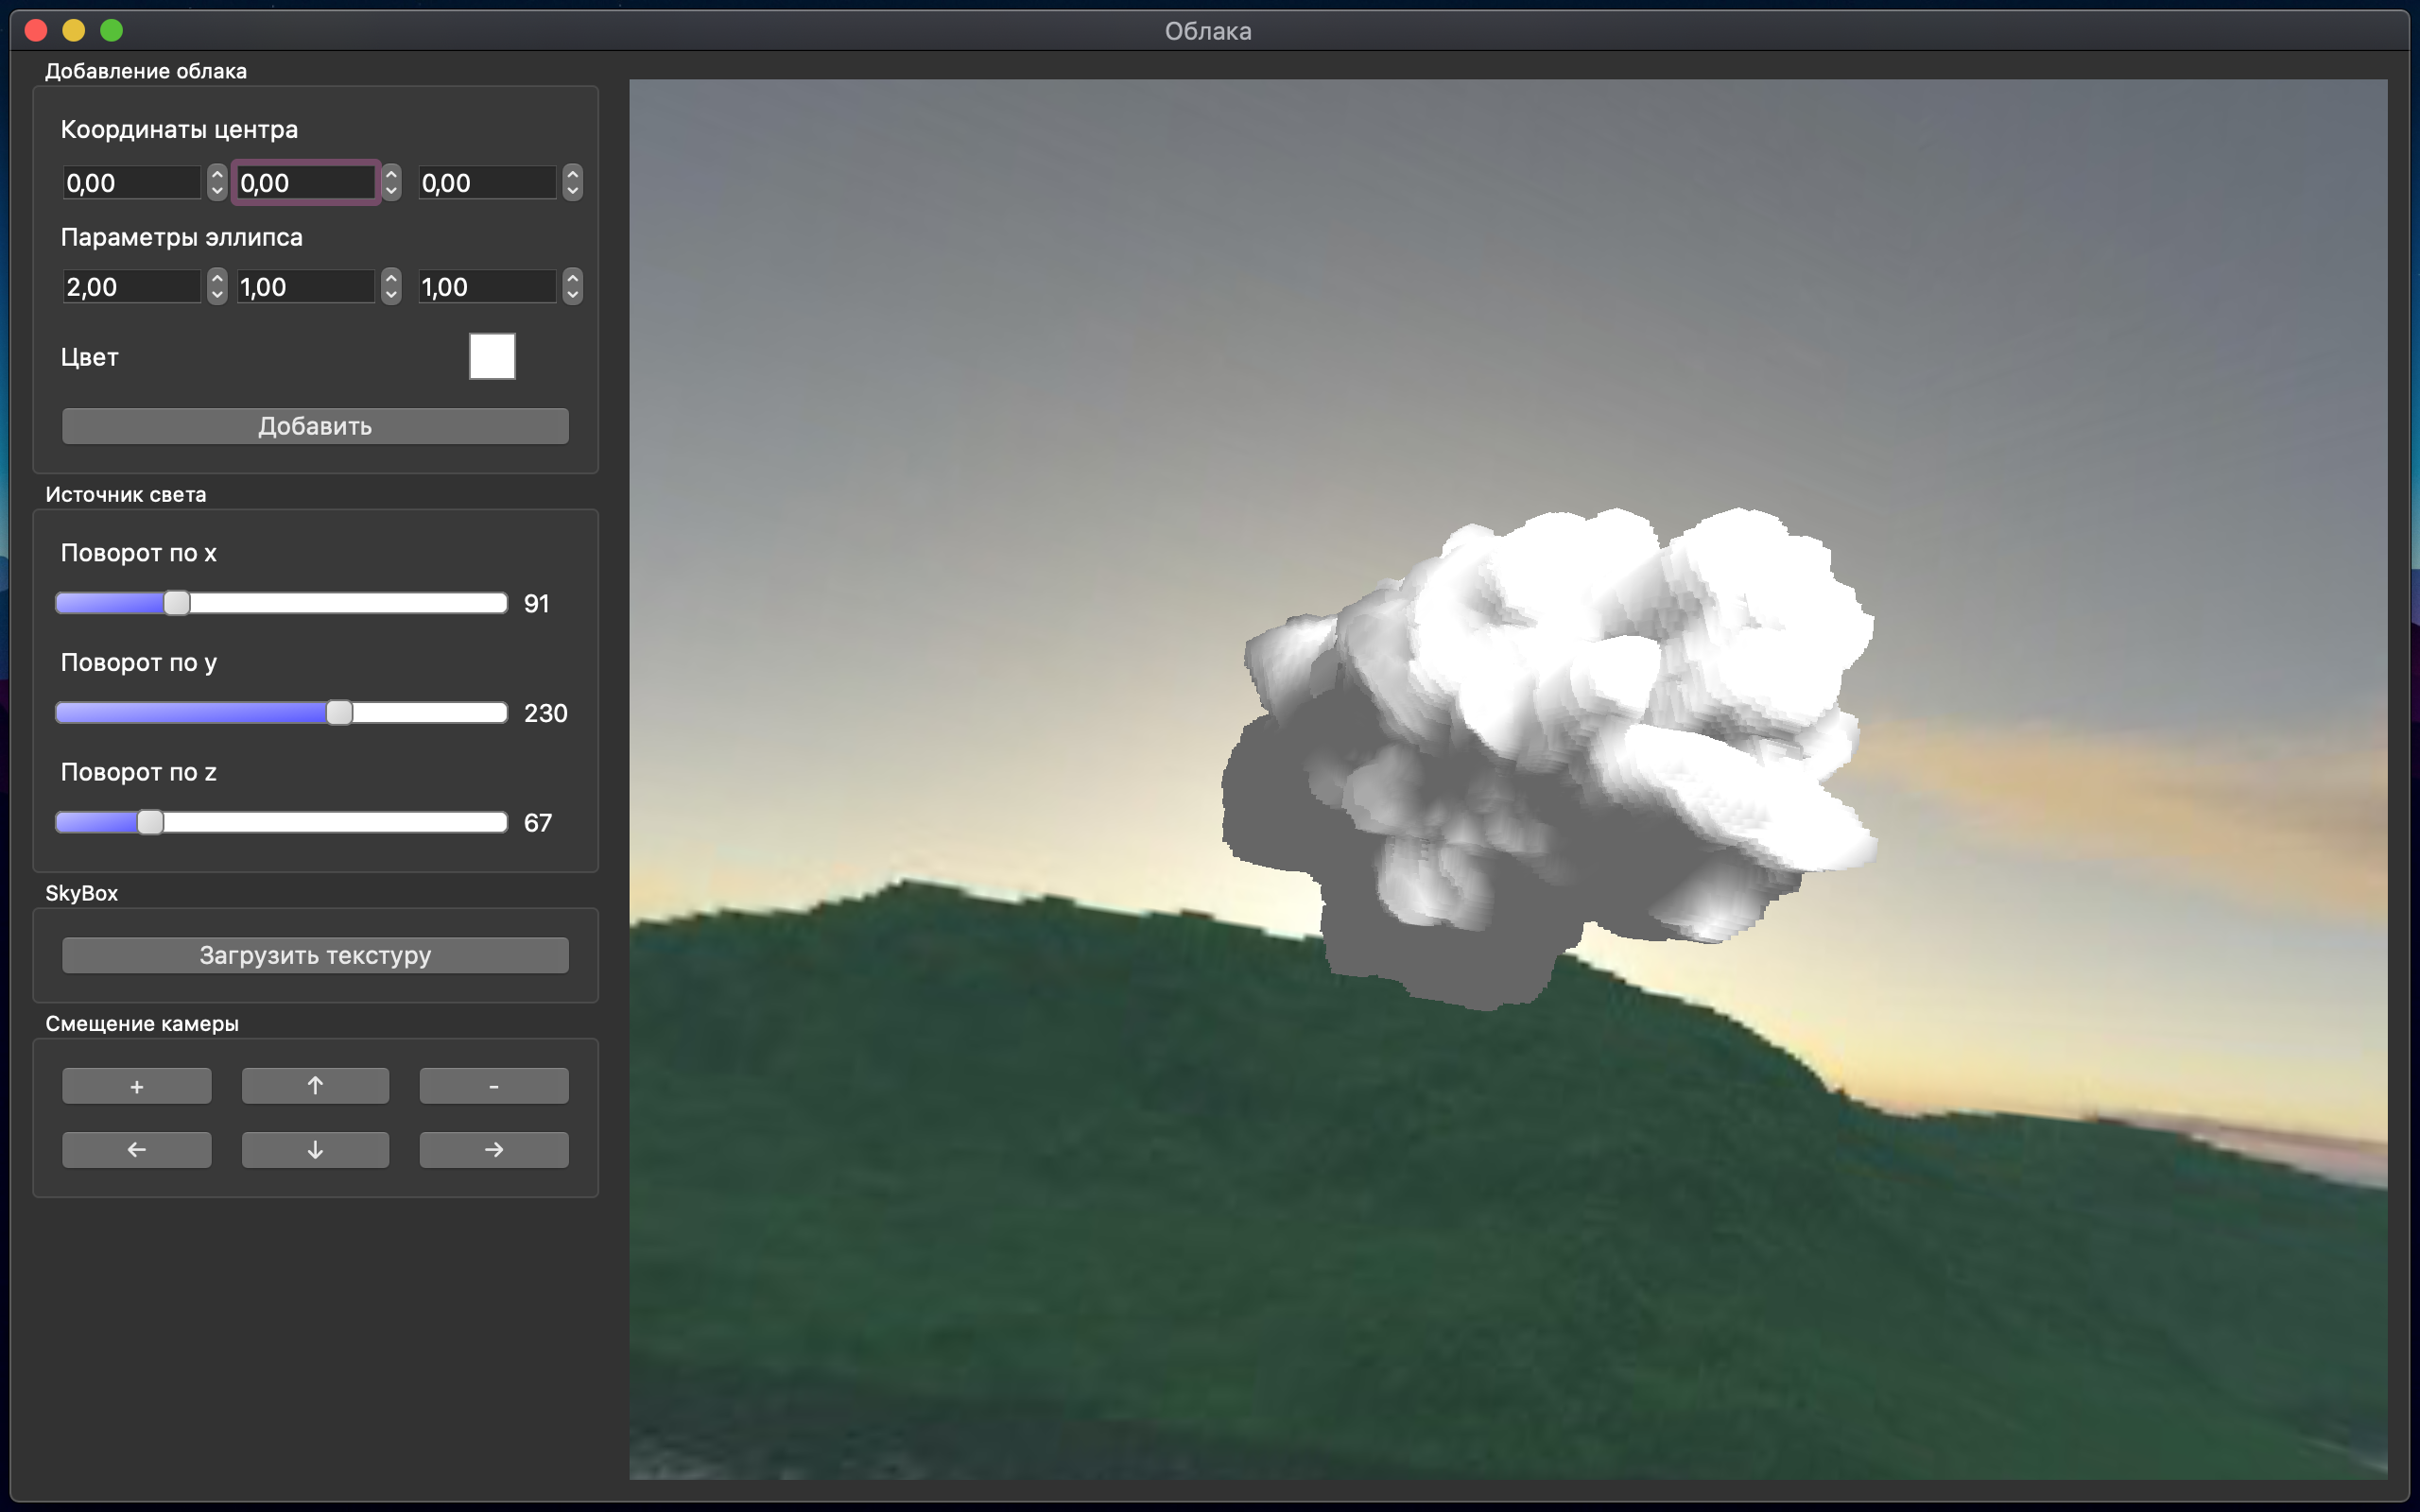 Облака
Добавление облака
Координаты центра
0,00 0,00 0,00
Параметры эллипса
2,00 1,00 1,00
Цвет
Добавить
Источник света
Поворот по x
91
Поворот по y
230
Поворот по z
67
SkyBox
Загрузить текстуру
Смещение камеры
+ ↑ -
← ↓ →